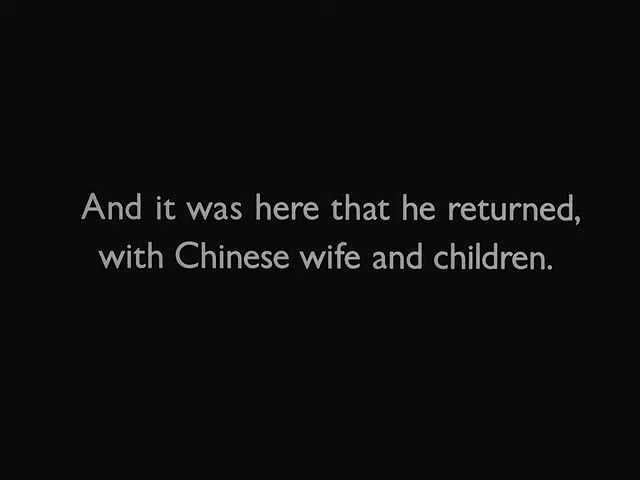 And it was here that he returned,
with Chinese wife and children.